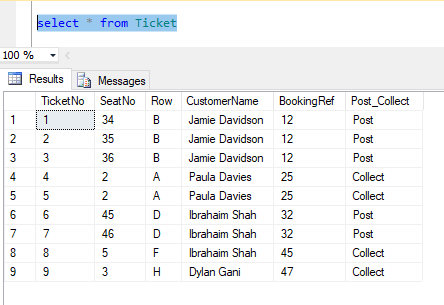 select * from Ticket
100 %
Results Messages
TicketNo SeatNo Row CustomerName BookingRef Post_Collect
1 1 34 B Jamie Davidson 12 Post
2 2 35 B Jamie Davidson 12 Post
3 3 36 B Jamie Davidson 12 Post
4 4 2 A Paula Davies 25 Collect
5 5 2 A Paula Davies 25 Collect
6 6 45 D Ibrahaim Shah 32 Post
7 7 46 D Ibrahaim Shah 32 Post
8 8 5 F Ibrahaim Shah 45 Collect
9 9 3 H Dylan Gani 47 Collect